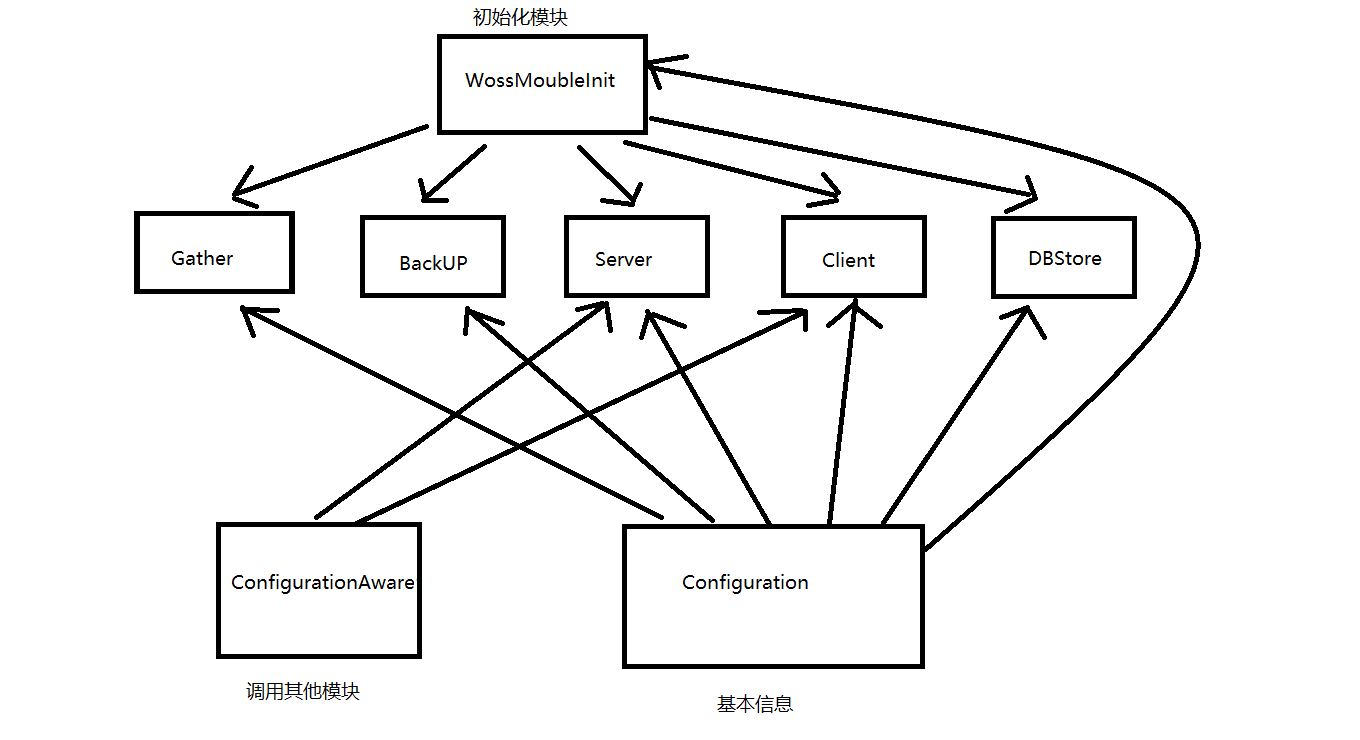 初始化模块
WossMoubleInit
Gather
BackUP
Server
Client
DBStore
ConfigurationAware
Configuration
调用其他模块
基本信息